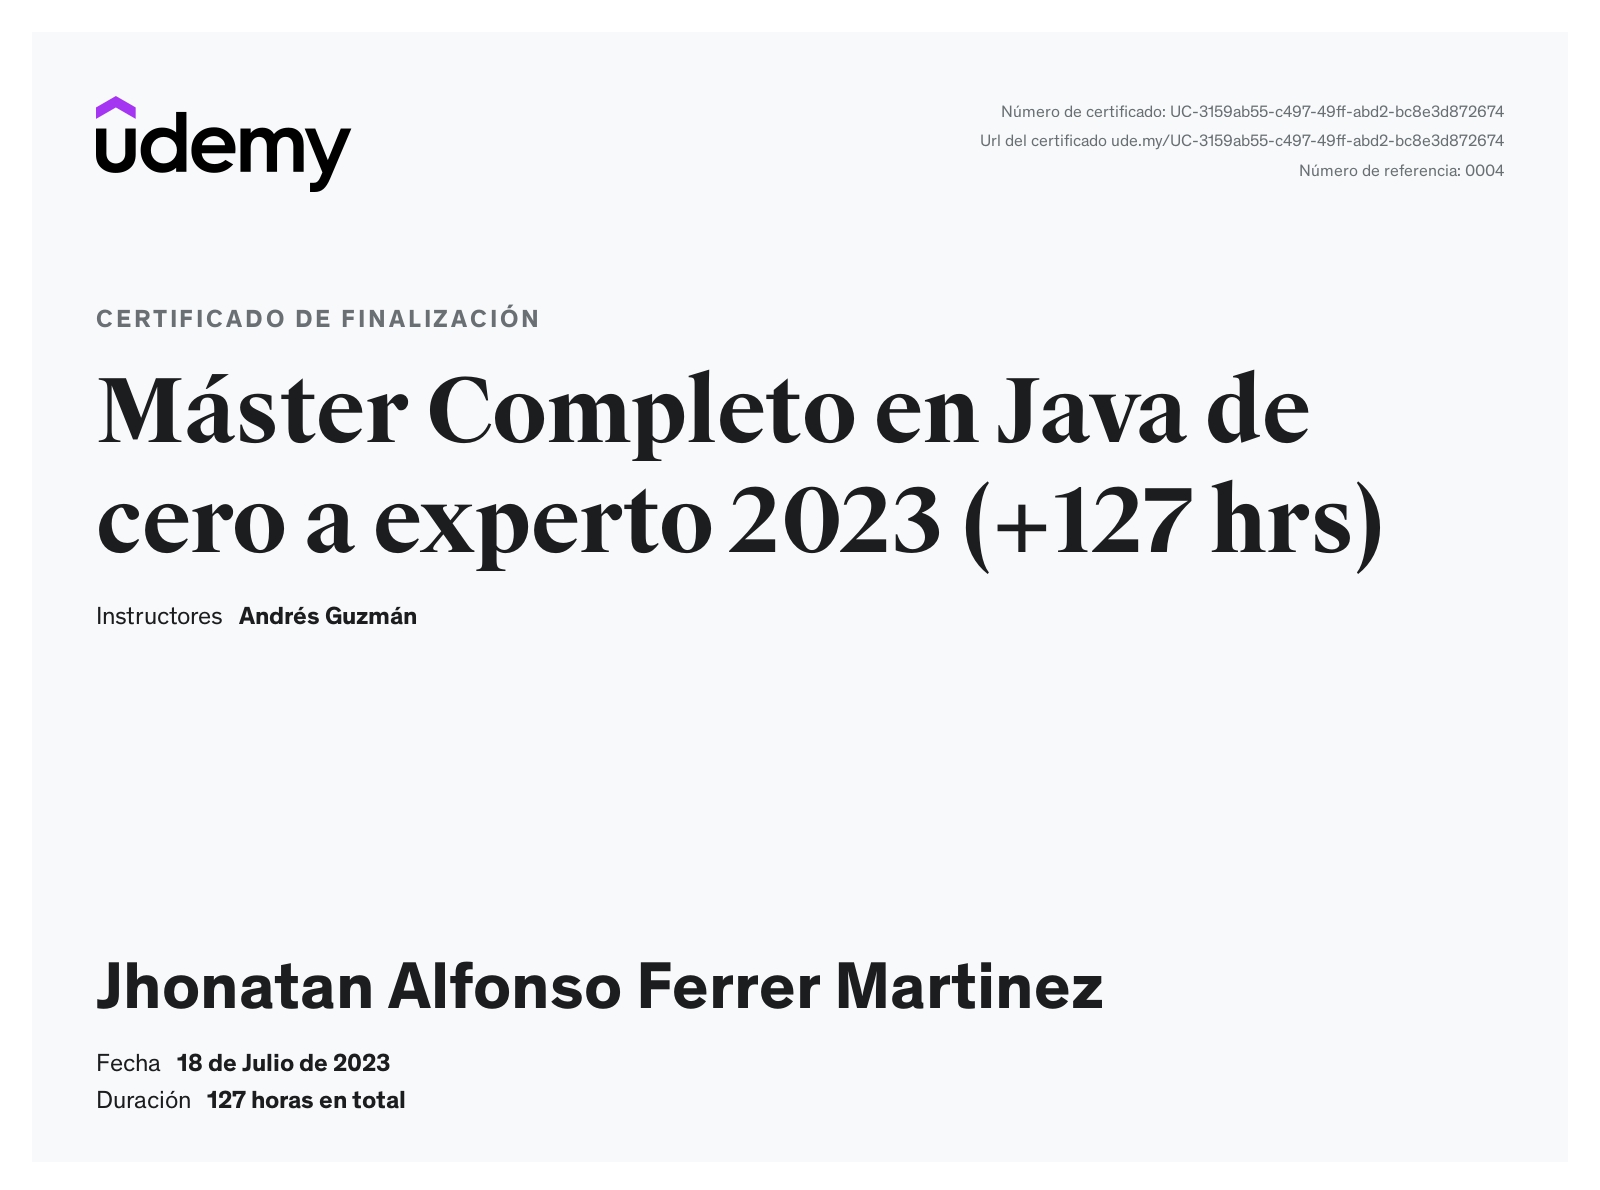 udemy
Número de certificado: UC-3159ab55-c497-49ff-abd2-bc8e3d872674
Url del certificado ude.my/UC-3159ab55-c497-49ff-abd2-bc8e3d872674
Número de referencia: 0004
CERTIFICADO DE FINALIZACIÓN
Máster Completo en Java de
cero a experto 2023 (+127 hrs)
Instructores Andrés Guzmán
Jhonatan Alfonso Ferrer Martinez
Fecha 18 de Julio de 2023
Duración 127 horas en total